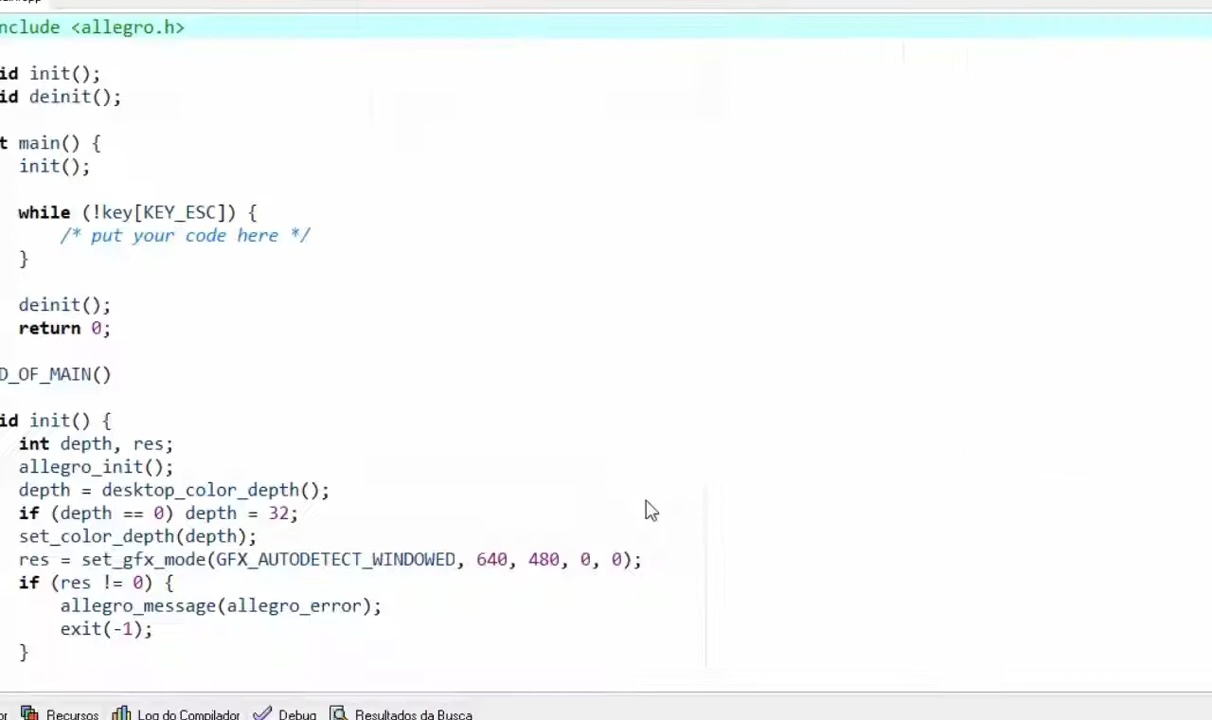 nclude <allegro.h>
id init();
id deinit();
t main() {
init();
while (!key[KEY_ESC]) {
/* put your code here */
}
deinit();
return 0;
D_OF_MAIN()
id init() {
int depth, res;
allegro_init();
depth = desktop_color_depth();
if (depth == 0) depth = 32;
set_color_depth(depth);
res = set_gfx_mode(GFX_AUTODETECT_WINDOWED, 640, 480, 0, 0);
if (res != 0) {
allegro_message(allegro_error);
exit(-1);
}
or Recursos Log do Compilador Debug Resultados da Busca